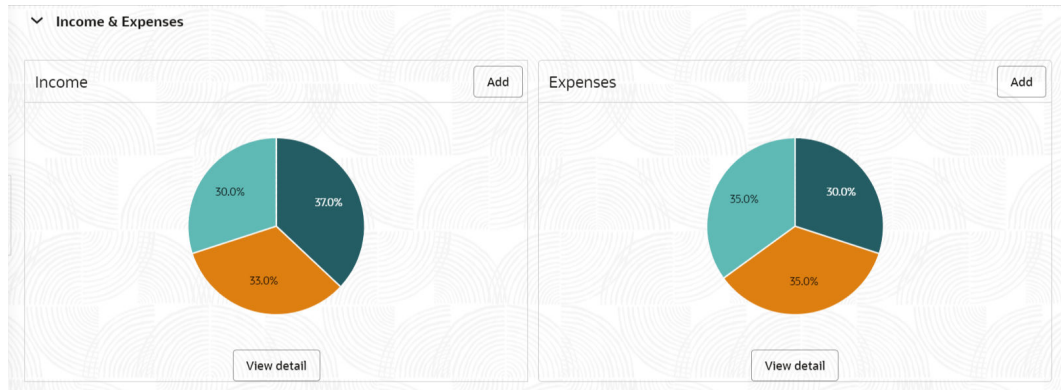 Income & Expenses
Income
Add
30.0%
37.0%
33.0%
View detail
Expenses
Add
35.0%
30.0%
35.0%
View detail